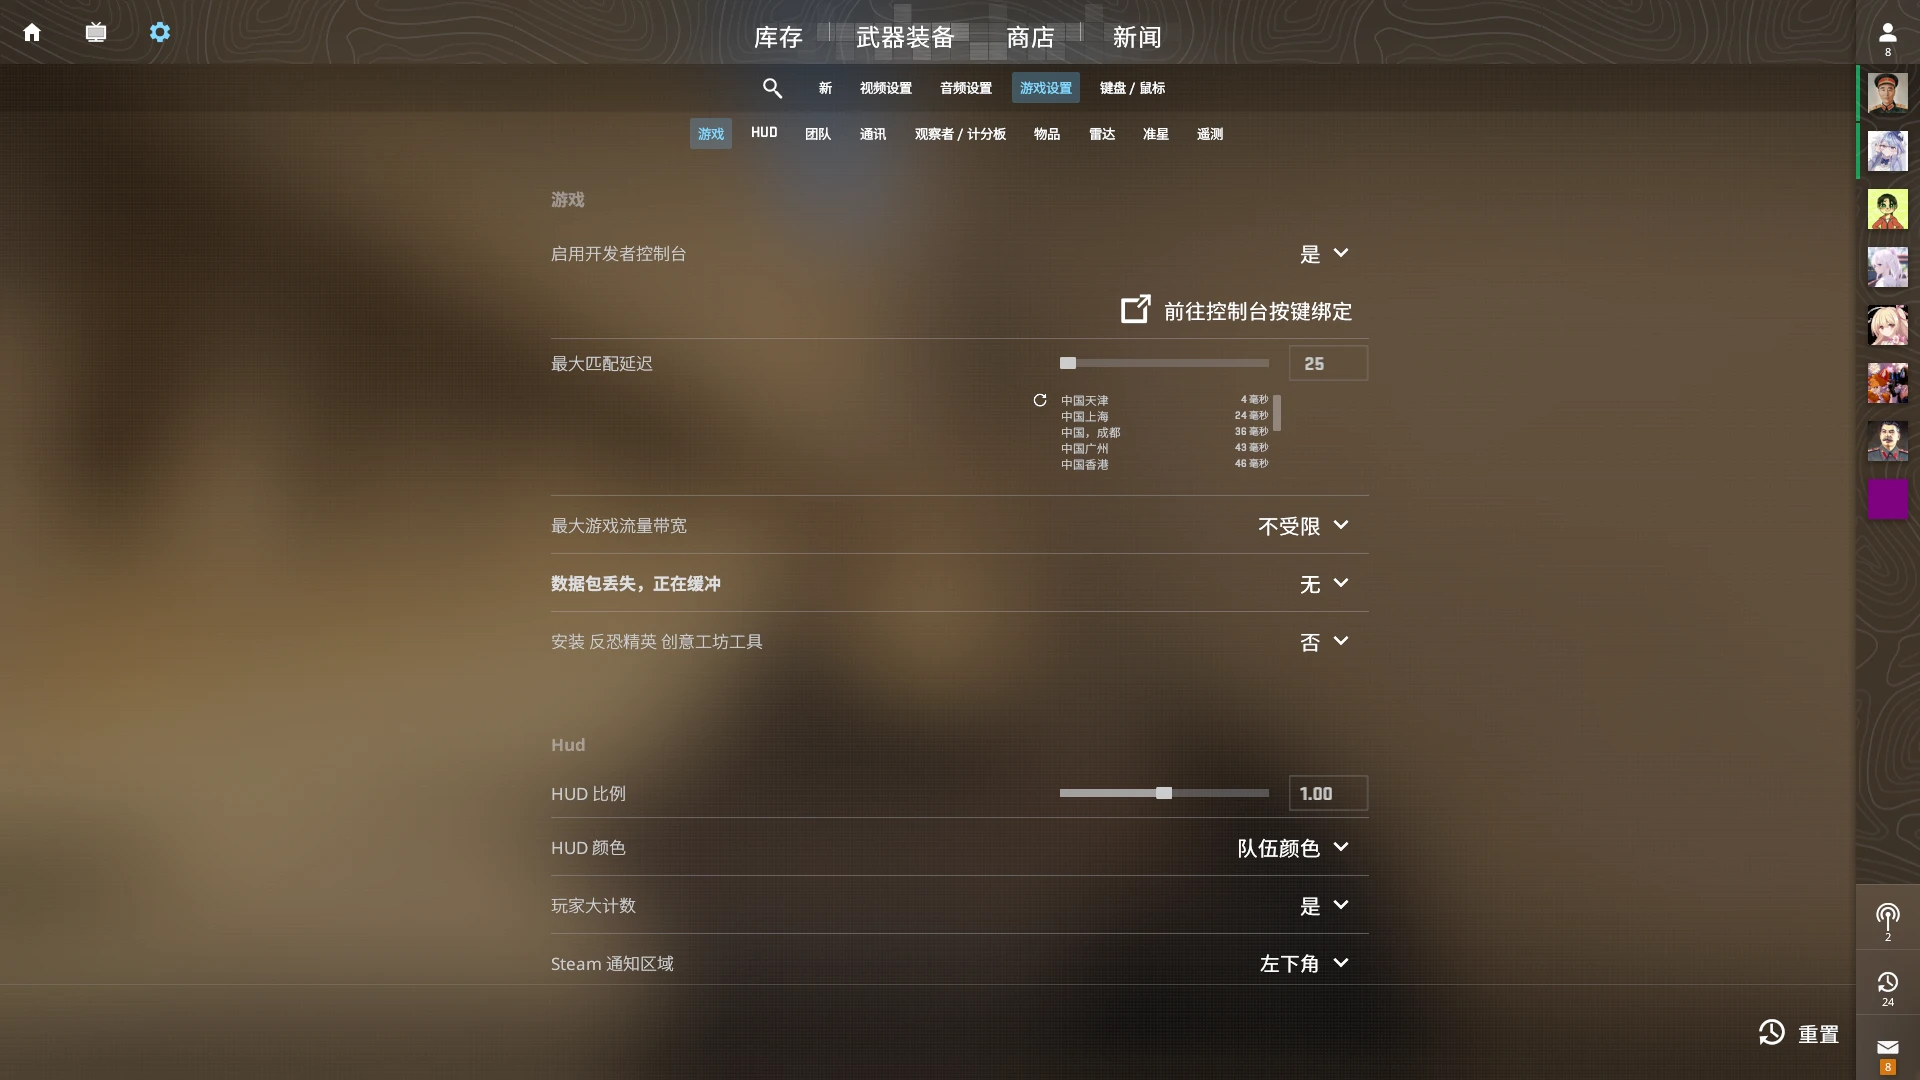 库存
武器装备
商店
新闻
8
新
视频设置
音频设置
游戏设置
键盘 / 鼠标
游戏
HUD
团队
通讯
观察者 / 计分板
物品
雷达
准星
遥测
游戏
启用开发者控制台
是
前往控制台按键绑定
最大匹配延迟
25
中国天津 4 毫秒
中国上海 24 毫秒
中国，成都 36 毫秒
中国广州 43 毫秒
中国香港 46 毫秒
最大游戏流量带宽
不受限
数据包丢失，正在缓冲
无
安装 反恐精英 创意工坊工具
否
Hud
HUD 比例
1.00
HUD 颜色
队伍颜色
玩家大计数
是
Steam 通知区域
左下角
2
24
重置
8